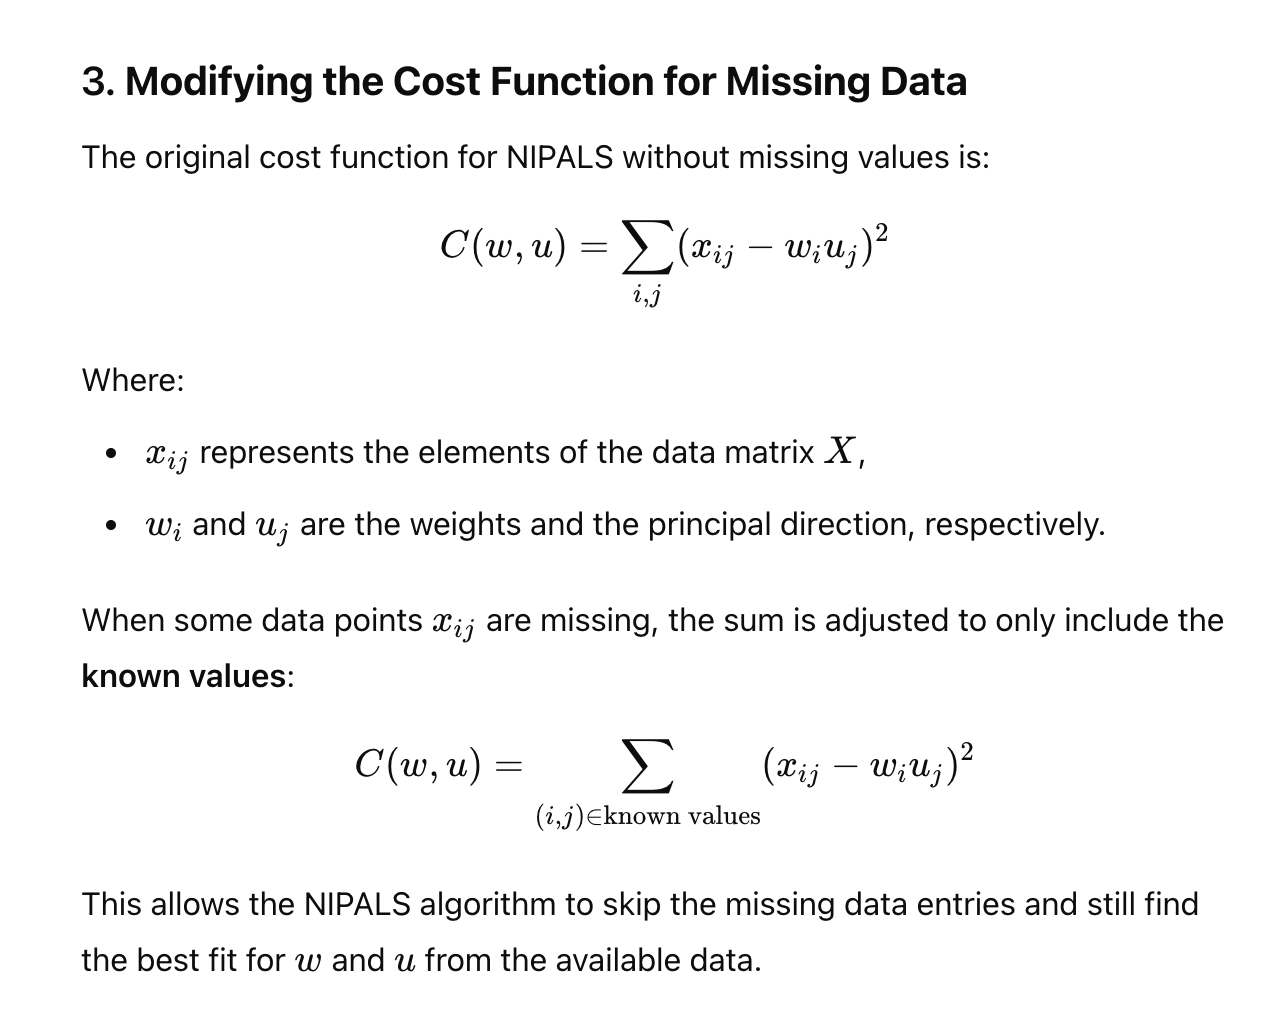 3. Modifying the Cost Function for Missing Data
The original cost function for NIPALS without missing values is:
C(w, u) = ∑_{i,j} (x_{ij} − w_i u_j)^2
Where:
• x_{ij} represents the elements of the data matrix X,
• w_i and u_j are the weights and the principal direction, respectively.
When some data points x_{ij} are missing, the sum is adjusted to only include the
known values:
C(w, u) = ∑_{(i,j)∈known values} (x_{ij} − w_i u_j)^2
This allows the NIPALS algorithm to skip the missing data entries and still find
the best fit for w and u from the available data.